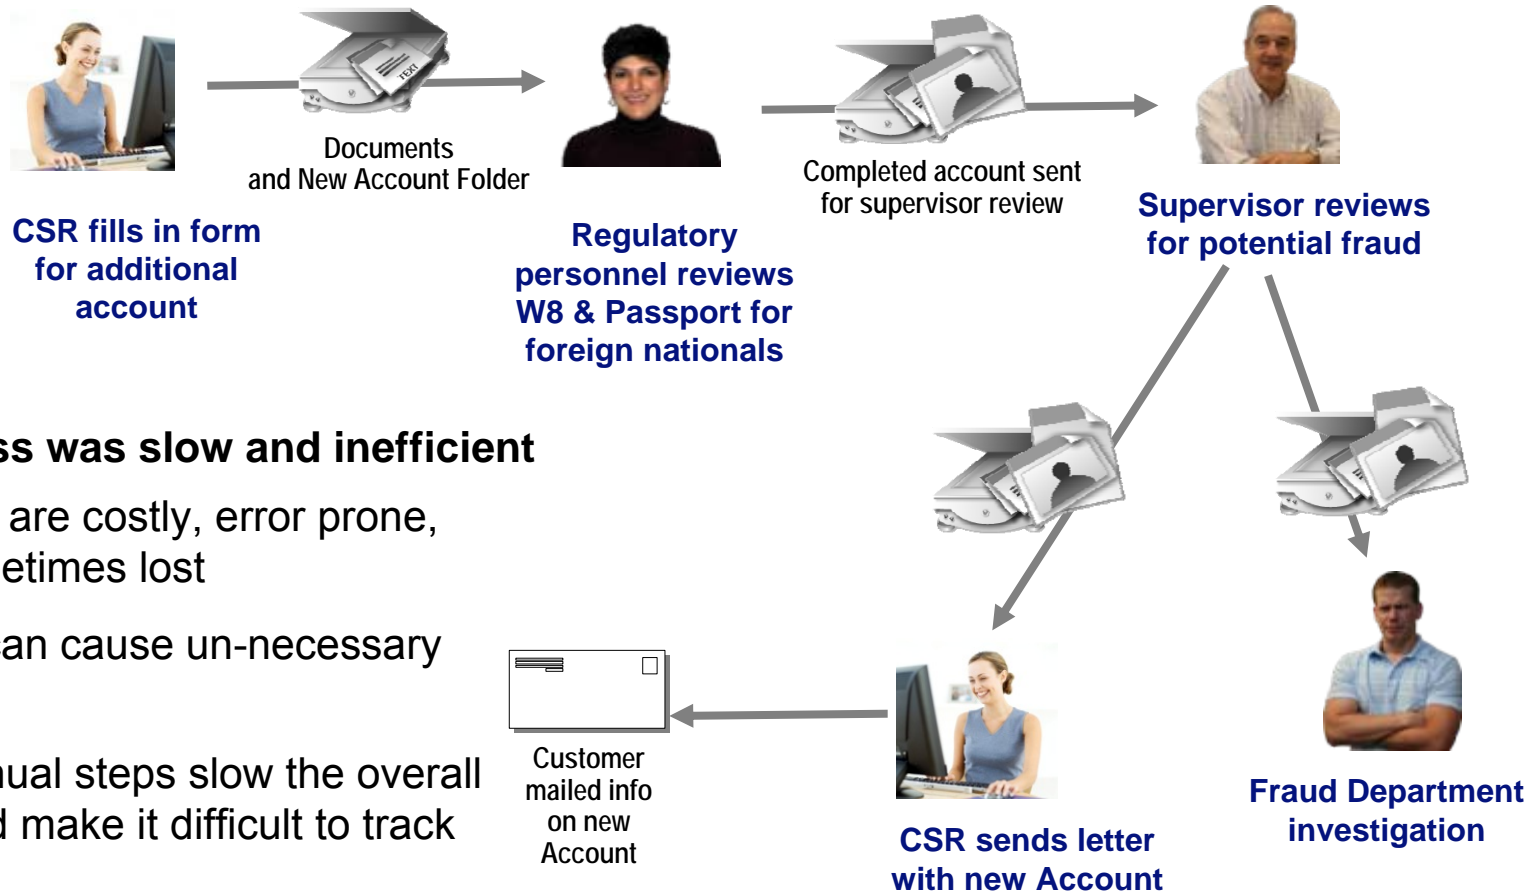 Documents
and New Account Folder
Completed account sent
for supervisor review
CSR fills in form
for additional
account
Regulatory
personnel reviews
W8 & Passport for
foreign nationals
Supervisor reviews
for potential fraud
ss was slow and inefficient
are costly, error prone,
etimes lost
can cause un-necessary
nual steps slow the overall
d make it difficult to track
Customer
mailed info
on new
Account
CSR sends letter
with new Account
Fraud Department
investigation
TEXT